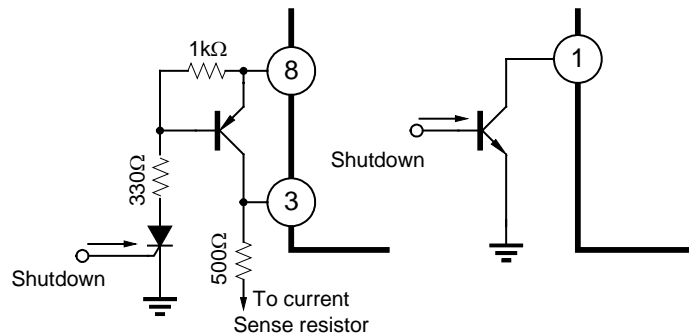 1kΩ
8
1
330Ω
Shutdown
3
500Ω
Shutdown
To current
Sense resistor